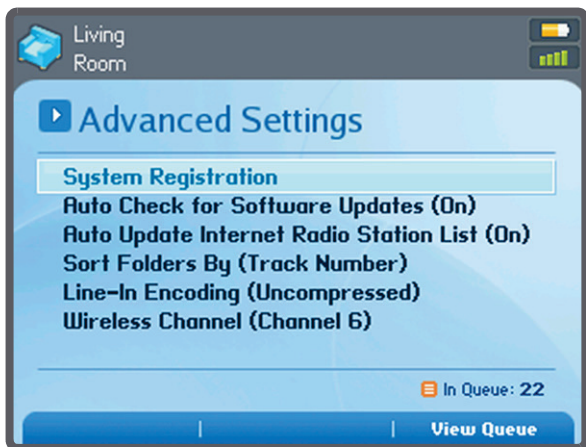 Living
Room
Advanced Settings
System Registration
Auto Check for Software Updates (On)
Auto Update Internet Radio Station List (On)
Sort Folders By (Track Number)
Line-In Encoding (Uncompressed)
Wireless Channel (Channel 6)
In Queue: 22
View Queue